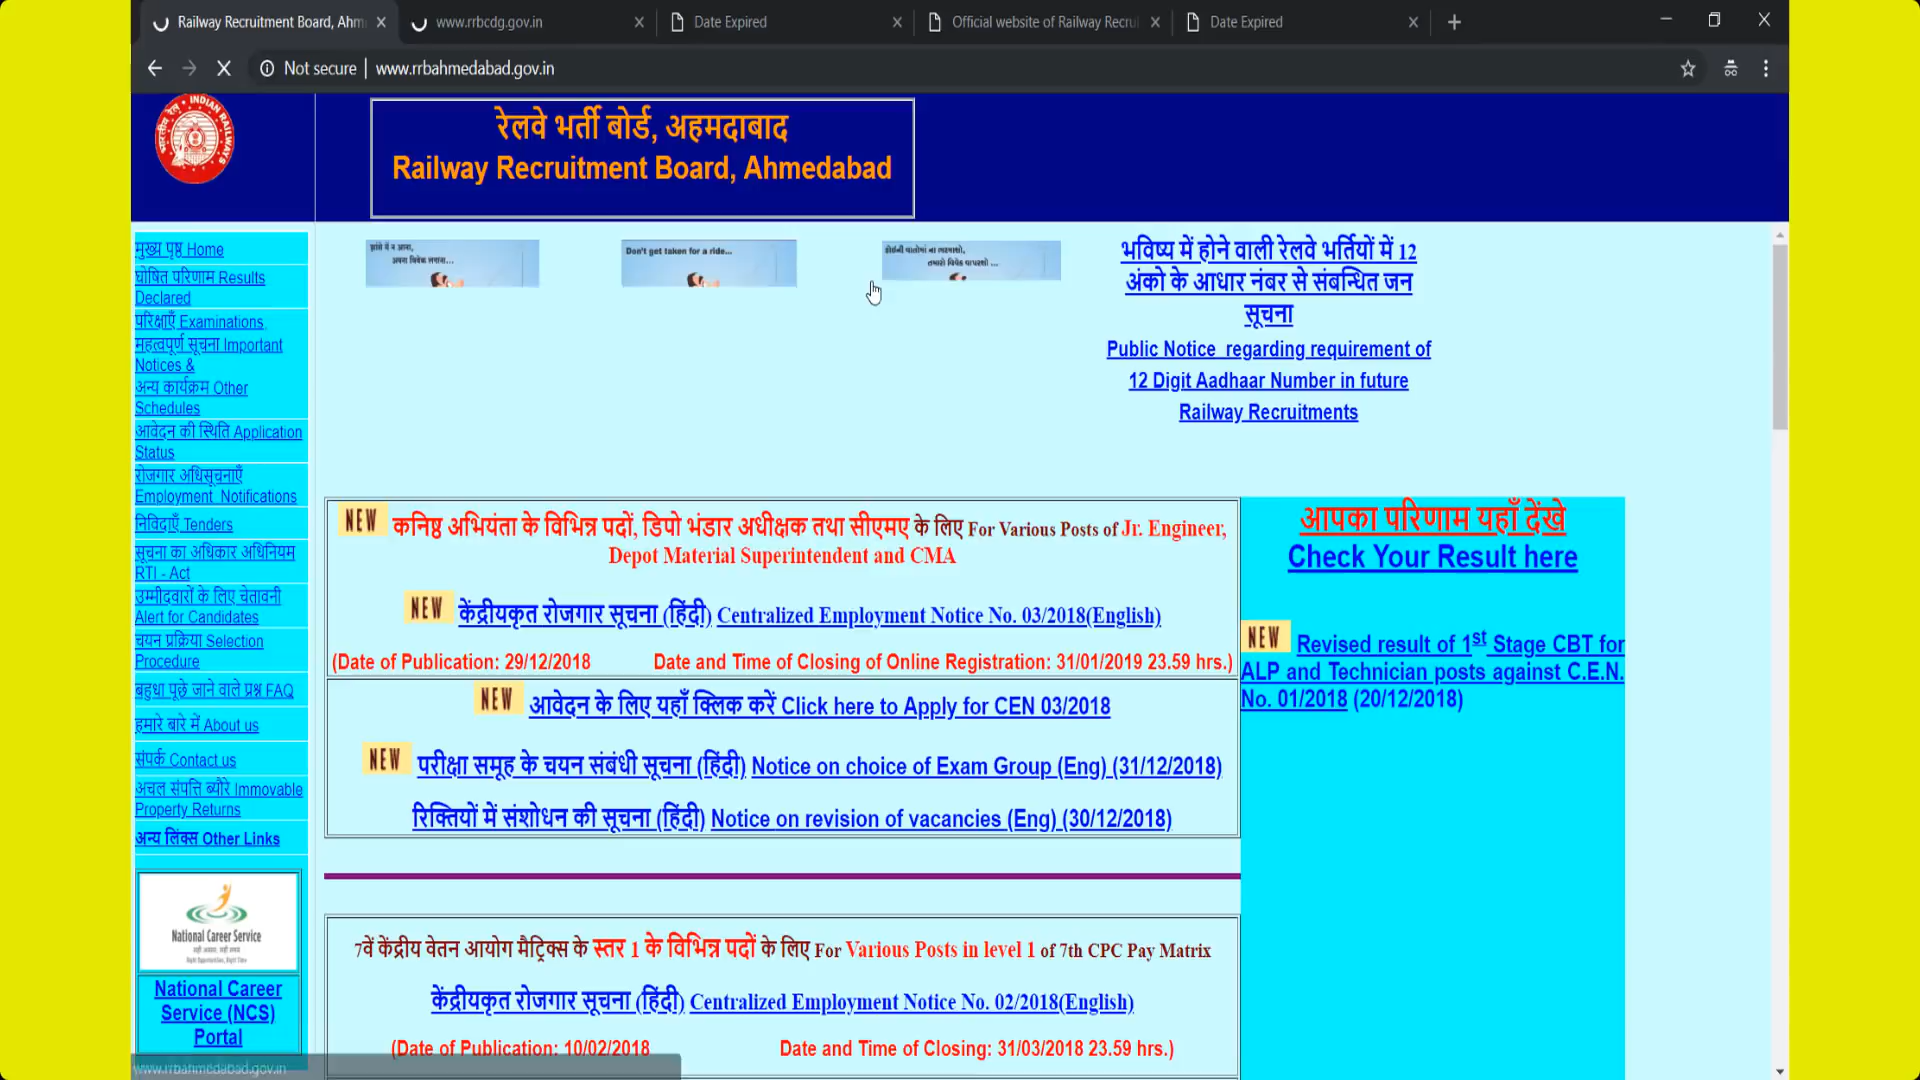 Railway Recruitment Board, Ahm
www.rrbcdg.gov.in
Date Expired
Official website of Railway Recrui
Date Expired
Not secure | www.rrbahmedabad.gov.in
रेलवे भर्ती बोर्ड, अहमदाबाद
Railway Recruitment Board, Ahmedabad
मुख्य पृष्ठ Home
घोषित परिणाम Results
Declared
परिक्षाएँ Examinations
महत्वपूर्ण सूचना Important
Notices &
अन्य कार्यक्रम Other
Schedules
आवेदन की स्थिति Application
Status
रोजगार अधिसूचनाएँ
Employment Notifications
निविदाएँ Tenders
सूचना का अधिकार अधिनियम
RTI - Act
उम्मीदवारों के लिए चेतावनी
Alert for Candidates
चयन प्रक्रिया Selection
Procedure
बहुधा पूछे जाने वाले प्रश्न FAQ
हमारे बारे में About us
संपर्क Contact us
अचल संपत्ति ब्यौरे Immovable
Property Returns
अन्य लिंक्स Other Links
National Career Service
National Career
Service (NCS)
Portal
www.rrbahmedabad.gov.in
झांसे में न आना,
अपना विवेक लगाना...
Don't get taken for a ride...
भविष्य में होने वाली रेलवे भर्तियों में 12
अंको के आधार नंबर से संबन्धित जन
सूचना
Public Notice regarding requirement of
12 Digit Aadhaar Number in future
Railway Recruitments
NEW कनिष्ठ अभियंता के विभिन्न पदों, डिपो भंडार अधीक्षक तथा सीएमए के लिए For Various Posts of Jr. Engineer,
Depot Material Superintendent and CMA
NEW केंद्रीयकृत रोजगार सूचना (हिंदी) Centralized Employment Notice No. 03/2018(English)
(Date of Publication: 29/12/2018 Date and Time of Closing of Online Registration: 31/01/2019 23.59 hrs.)
NEW आवेदन के लिए यहाँ क्लिक करें Click here to Apply for CEN 03/2018
NEW परीक्षा समूह के चयन संबंधी सूचना (हिंदी) Notice on choice of Exam Group (Eng) (31/12/2018)
रिक्तियों में संशोधन की सूचना (हिंदी) Notice on revision of vacancies (Eng) (30/12/2018)
7वें केंद्रीय वेतन आयोग मैट्रिक्स के स्तर 1 के विभिन्न पदों के लिए For Various Posts in level 1 of 7th CPC Pay Matrix
केंद्रीयकृत रोजगार सूचना (हिंदी) Centralized Employment Notice No. 02/2018(English)
(Date of Publication: 10/02/2018 Date and Time of Closing: 31/03/2018 23.59 hrs.)
आपका परिणाम यहाँ देंखे
Check Your Result here
NEW Revised result of 1st Stage CBT for
ALP and Technician posts against C.E.N.
No. 01/2018 (20/12/2018)